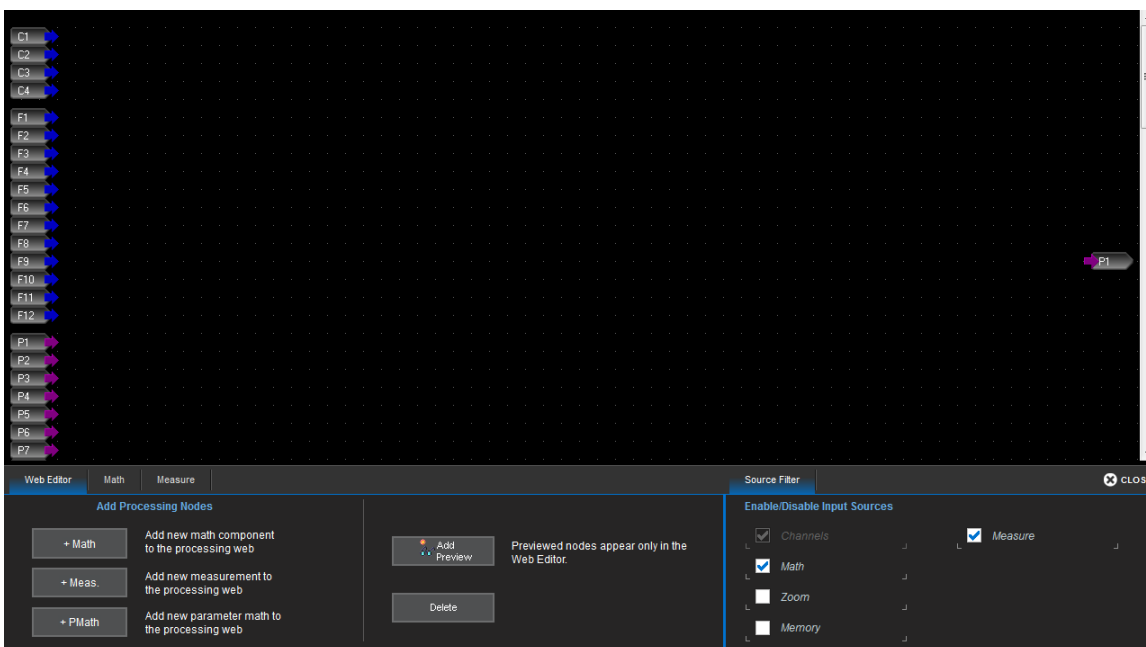 C1
C2
C3
C4
F1
F2
F3
F4
F5
F6
F7
F8
F9
F10
F11
F12
P1
P1
P2
P3
P4
P5
P6
P7
Web Editor Math Measure
Source Filter
CLOS
Add Processing Nodes
+ Math
Add new math component
to the processing web
+ Meas.
Add new measurement to
the processing web
+ PMath
Add new parameter math to
the processing web
Add
Preview
Previewed nodes appear only in the
Web Editor.
Delete
Enable/Disable Input Sources
Channels
Measure
Math
Zoom
Memory